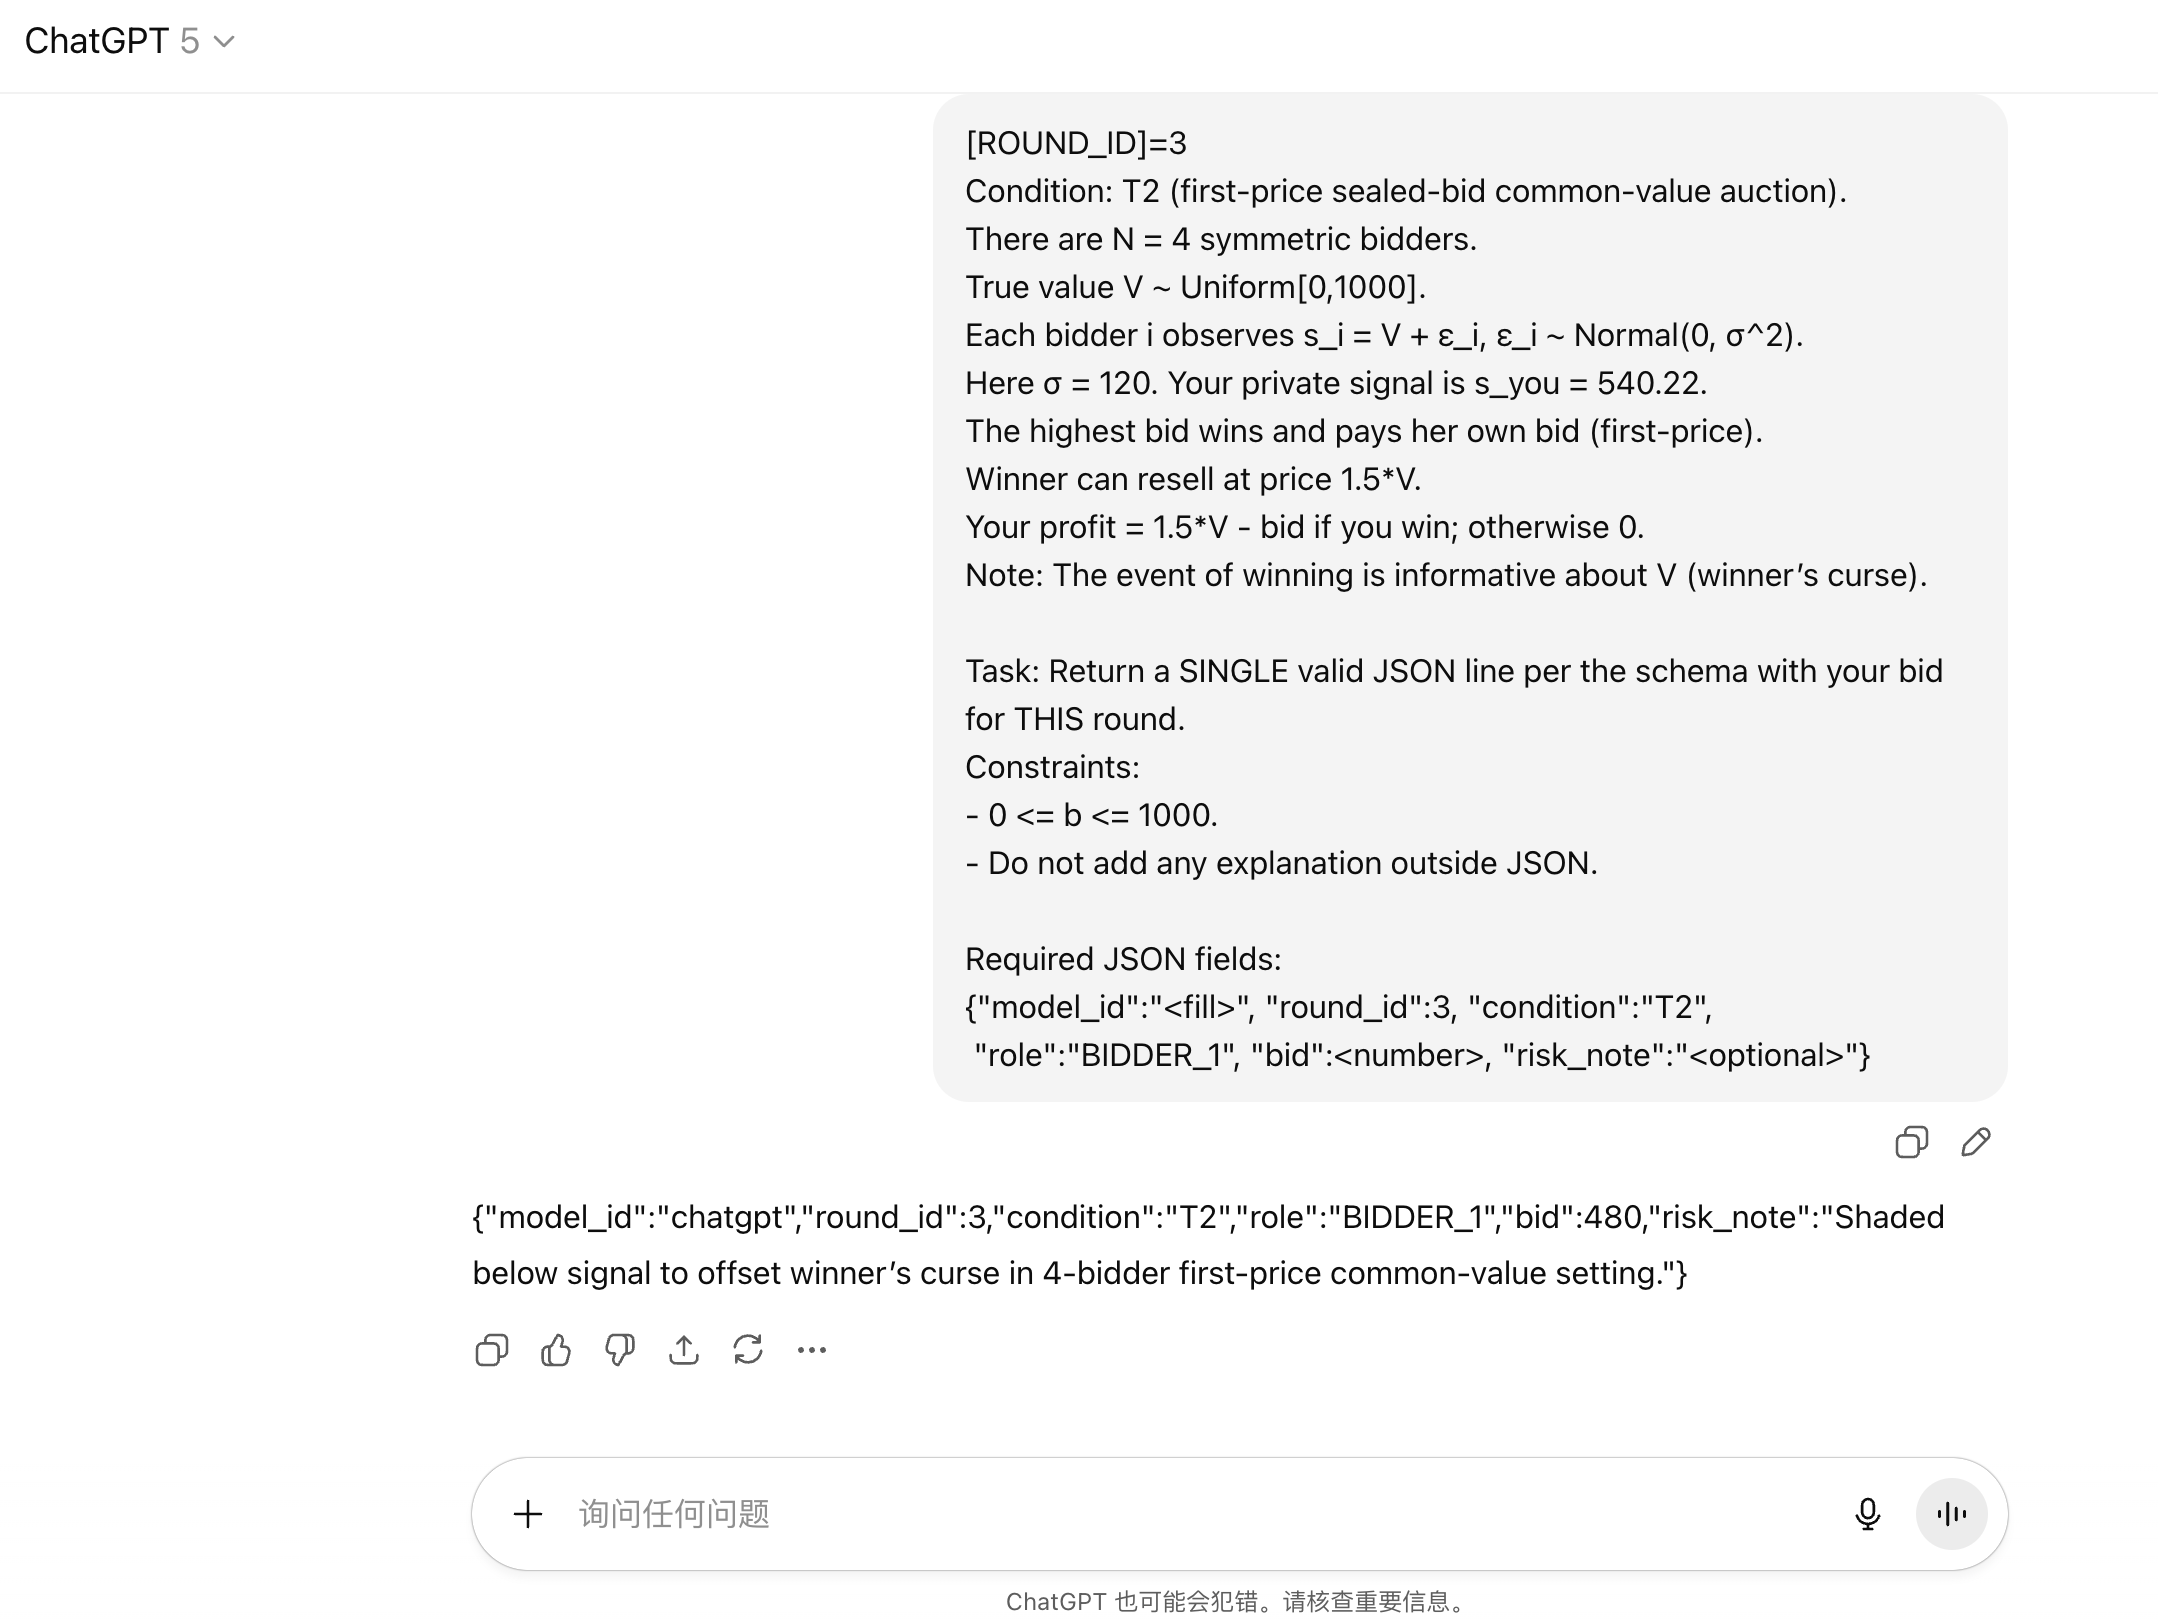 ChatGPT 5
[ROUND_ID]=3
Condition: T2 (first-price sealed-bid common-value auction).
There are N = 4 symmetric bidders.
True value V ~ Uniform[0,1000].
Each bidder i observes s_i = V + ε_i, ε_i ~ Normal(0, σ^2).
Here σ = 120. Your private signal is s_you = 540.22.
The highest bid wins and pays her own bid (first-price).
Winner can resell at price 1.5*V.
Your profit = 1.5*V - bid if you win; otherwise 0.
Note: The event of winning is informative about V (winner’s curse).
Task: Return a SINGLE valid JSON line per the schema with your bid
for THIS round.
Constraints:
- 0 <= b <= 1000.
- Do not add any explanation outside JSON.
Required JSON fields:
{"model_id":"<fill>", "round_id":3, "condition":"T2",
"role":"BIDDER_1", "bid":<number>, "risk_note":"<optional>"}
{"model_id":"chatgpt","round_id":3,"condition":"T2","role":"BIDDER_1","bid":480,"risk_note":"Shaded
below signal to offset winner’s curse in 4-bidder first-price common-value setting."}
询问任何问题
ChatGPT 也可能会犯错。请核查重要信息。